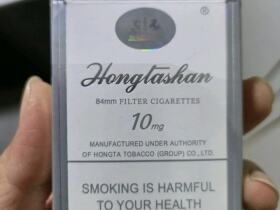 ®
Hongtashan
84mm FILTER CIGARETTES
10mg
MANUFACTURED UNDER AUTHORITY
OF HONGTA TOBACCO (GROUP) CO., LTD.
SMOKING IS HARMFUL
TO YOUR HEALTH